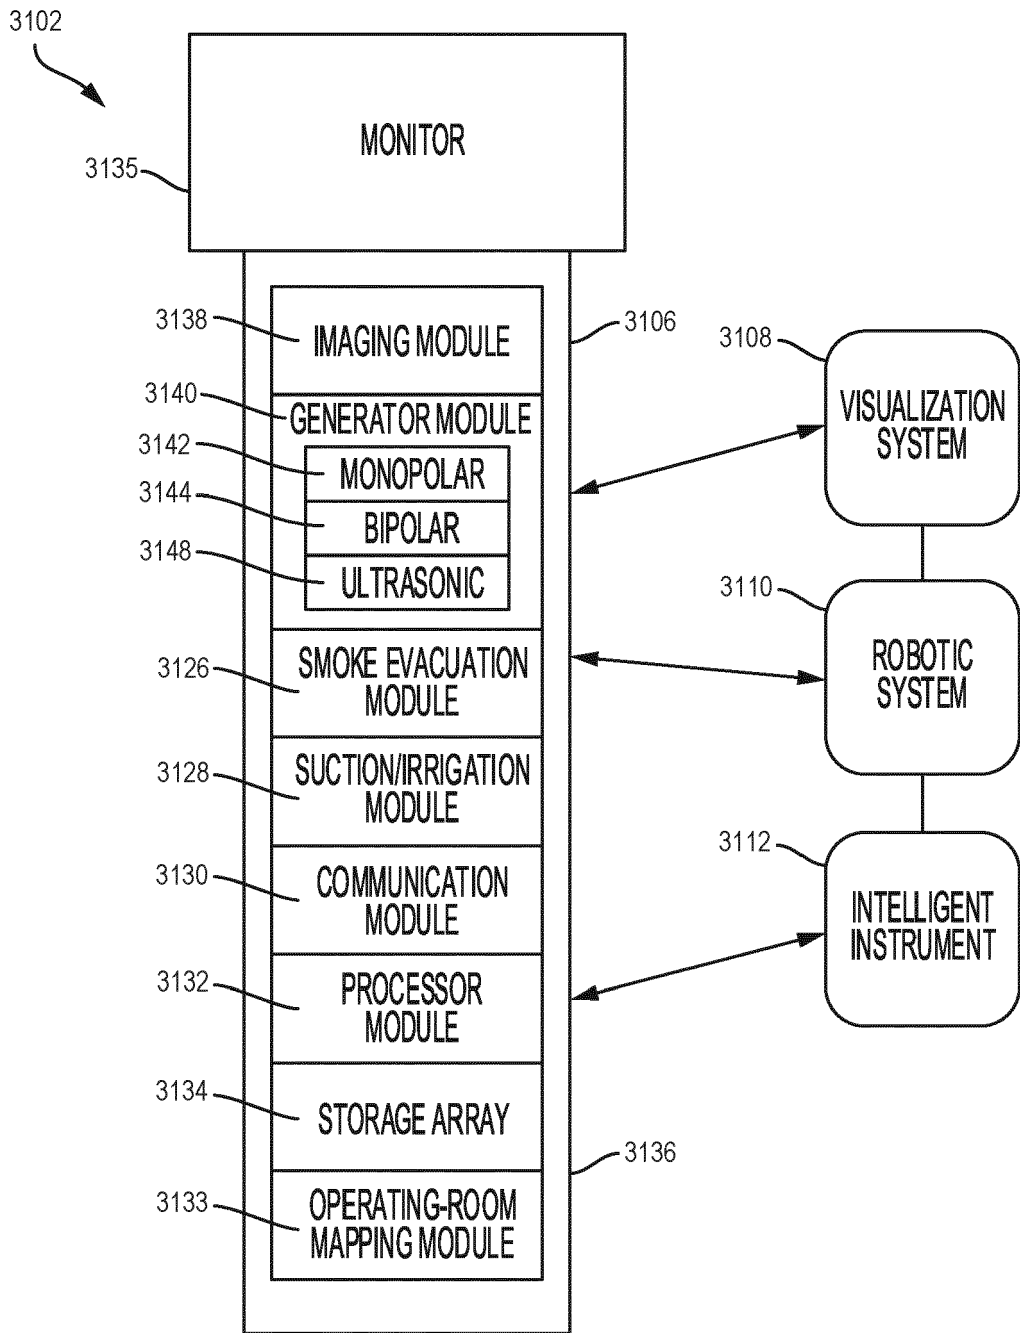 3102
MONITOR
3135
3138
IMAGING MODULE
3106
3108
VISUALIZATION
SYSTEM
3140
GENERATOR MODULE
3142
MONOPOLAR
3144
BIPOLAR
3148
ULTRASONIC
3110
ROBOTIC
SYSTEM
3126
SMOKE EVACUATION
MODULE
3128
SUCTION/IRRIGATION
MODULE
3130
COMMUNICATION
MODULE
3112
INTELLIGENT
INSTRUMENT
3132
PROCESSOR
MODULE
3134
STORAGE ARRAY
3136
3133
OPERATING-ROOM
MAPPING MODULE